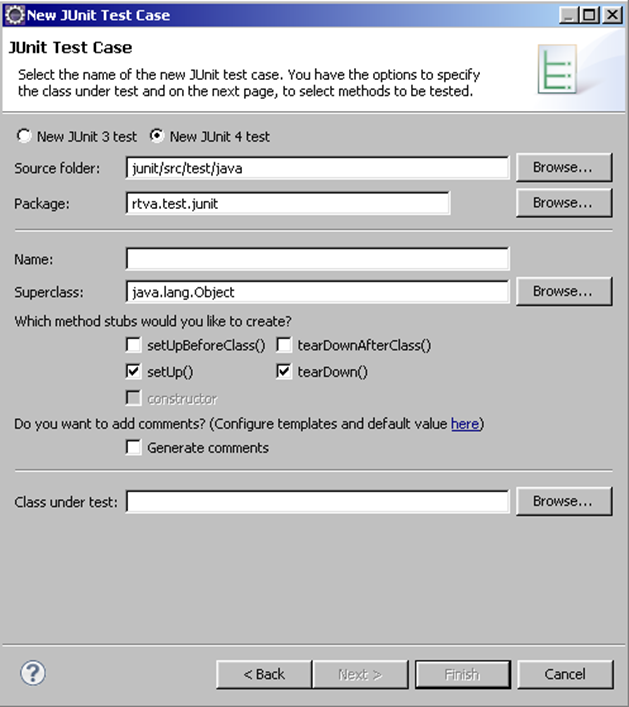 New JUnit Test Case
JUnit Test Case
Select the name of the new JUnit test case. You have the options to specify
the class under test and on the next page, to select methods to be tested.
New JUnit 3 test New JUnit 4 test
Source folder: junit/src/test/java Browse...
Package: rtva.test.junit Browse...
Name:
Superclass: java.lang.Object Browse...
Which method stubs would you like to create?
setUpBeforeClass() tearDownAfterClass()
setUp() tearDown()
constructor
Do you want to add comments? (Configure templates and default value here)
Generate comments
Class under test: Browse...
? < Back Next > Finish Cancel